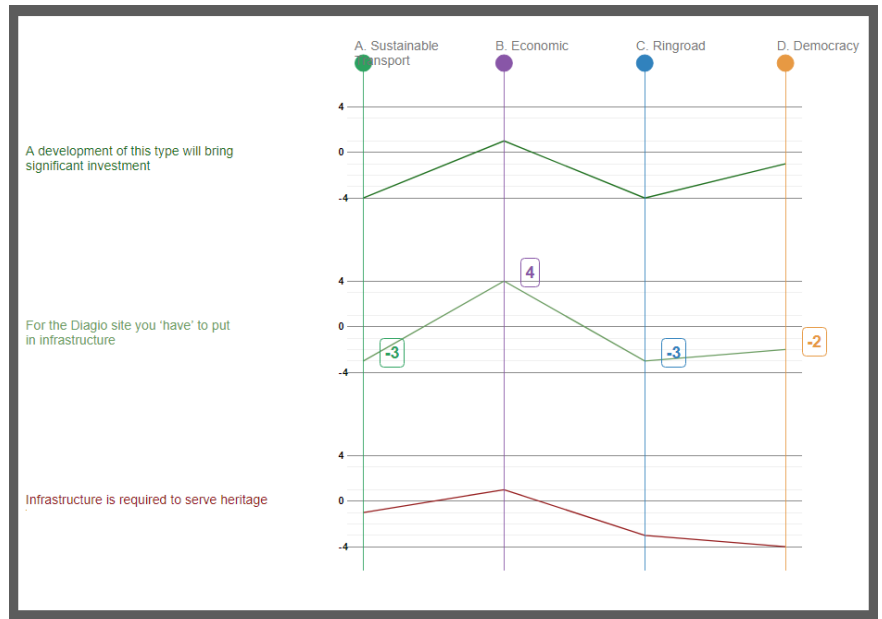 A. Sustainable
Transport
B. Economic
C. Ringroad
D. Democracy
4
0
-4
A development of this type will bring
significant investment
4
0
-4
For the Diagio site you ‘have’ to put
in infrastructure
-3
4
-3
-2
4
0
-4
Infrastructure is required to serve heritage